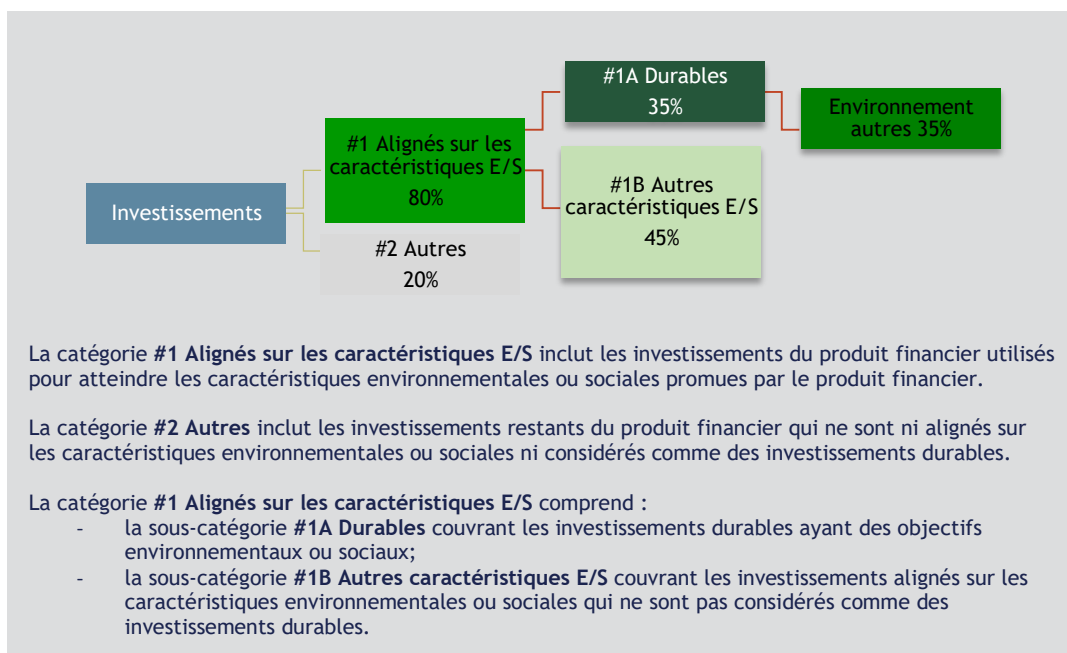 #1A Durables
35%
Environnement
autres 35%
#1 Alignés sur les
caractéristiques E/S
80%
#1B Autres
caractéristiques E/S
45%
Investissements
#2 Autres
20%
La catégorie #1 Alignés sur les caractéristiques E/S inclut les investissements du produit financier utilisés
pour atteindre les caractéristiques environnementales ou sociales promues par le produit financier.
La catégorie #2 Autres inclut les investissements restants du produit financier qui ne sont ni alignés sur
les caractéristiques environnementales ou sociales ni considérés comme des investissements durables.
La catégorie #1 Alignés sur les caractéristiques E/S comprend :
- la sous-catégorie #1A Durables couvrant les investissements durables ayant des objectifs
environnementaux ou sociaux;
- la sous-catégorie #1B Autres caractéristiques E/S couvrant les investissements alignés sur les
caractéristiques environnementales ou sociales qui ne sont pas considérés comme des
investissements durables.